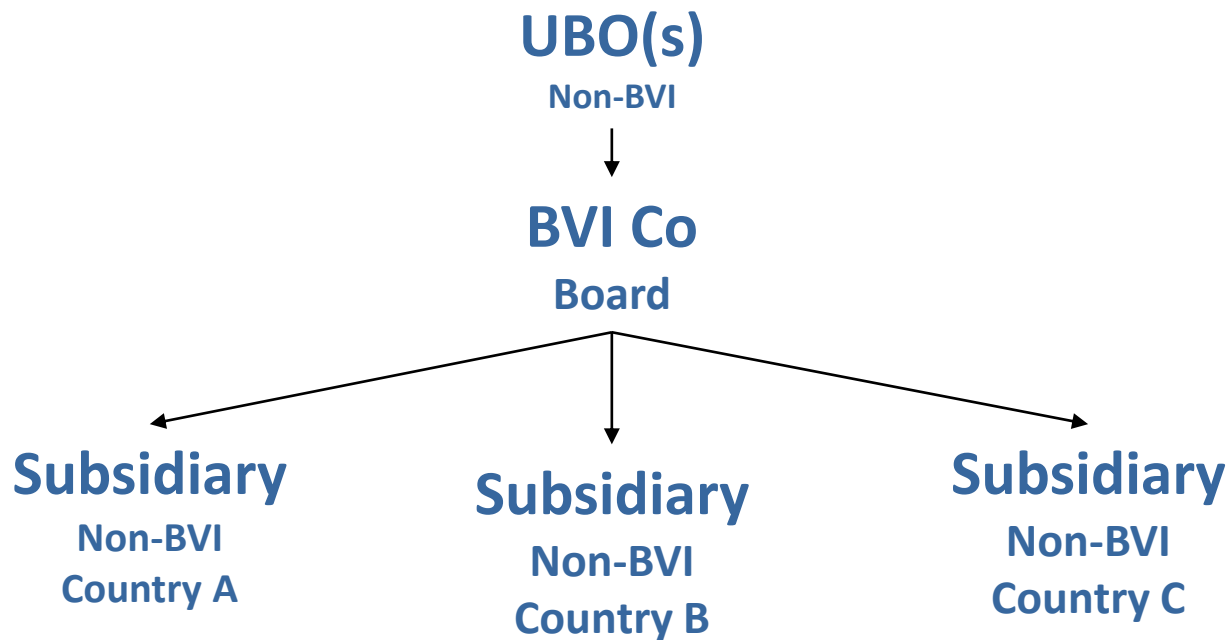 UBO(s)
Non-BVI
BVI Co
Board
Subsidiary
Non-BVI
Country A
Subsidiary
Non-BVI
Country B
Subsidiary
Non-BVI
Country C